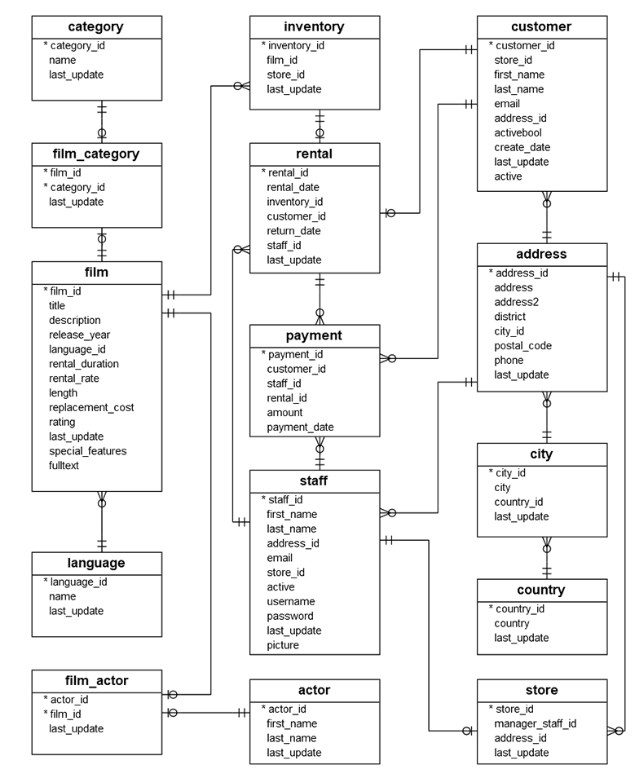 category
* category_id
name
last_update
film_category
* film_id
* category_id
last_update
film
* film_id
title
description
release_year
language_id
rental_duration
rental_rate
length
replacement_cost
rating
last_update
special_features
fulltext
language
* language_id
name
last_update
film_actor
* actor_id
* film_id
last_update
inventory
* inventory_id
film_id
store_id
last_update
rental
* rental_id
rental_date
inventory_id
customer_id
return_date
staff_id
last_update
payment
* payment_id
customer_id
staff_id
rental_id
amount
payment_date
staff
* staff_id
first_name
last_name
address_id
email
store_id
active
username
password
last_update
picture
actor
* actor_id
first_name
last_name
last_update
customer
* customer_id
store_id
first_name
last_name
email
address_id
activebool
create_date
last_update
active
address
* address_id
address
address2
district
city_id
postal_code
phone
last_update
city
* city_id
city
country_id
last_update
country
* country_id
country
last_update
store
* store_id
manager_staff_id
address_id
last_update